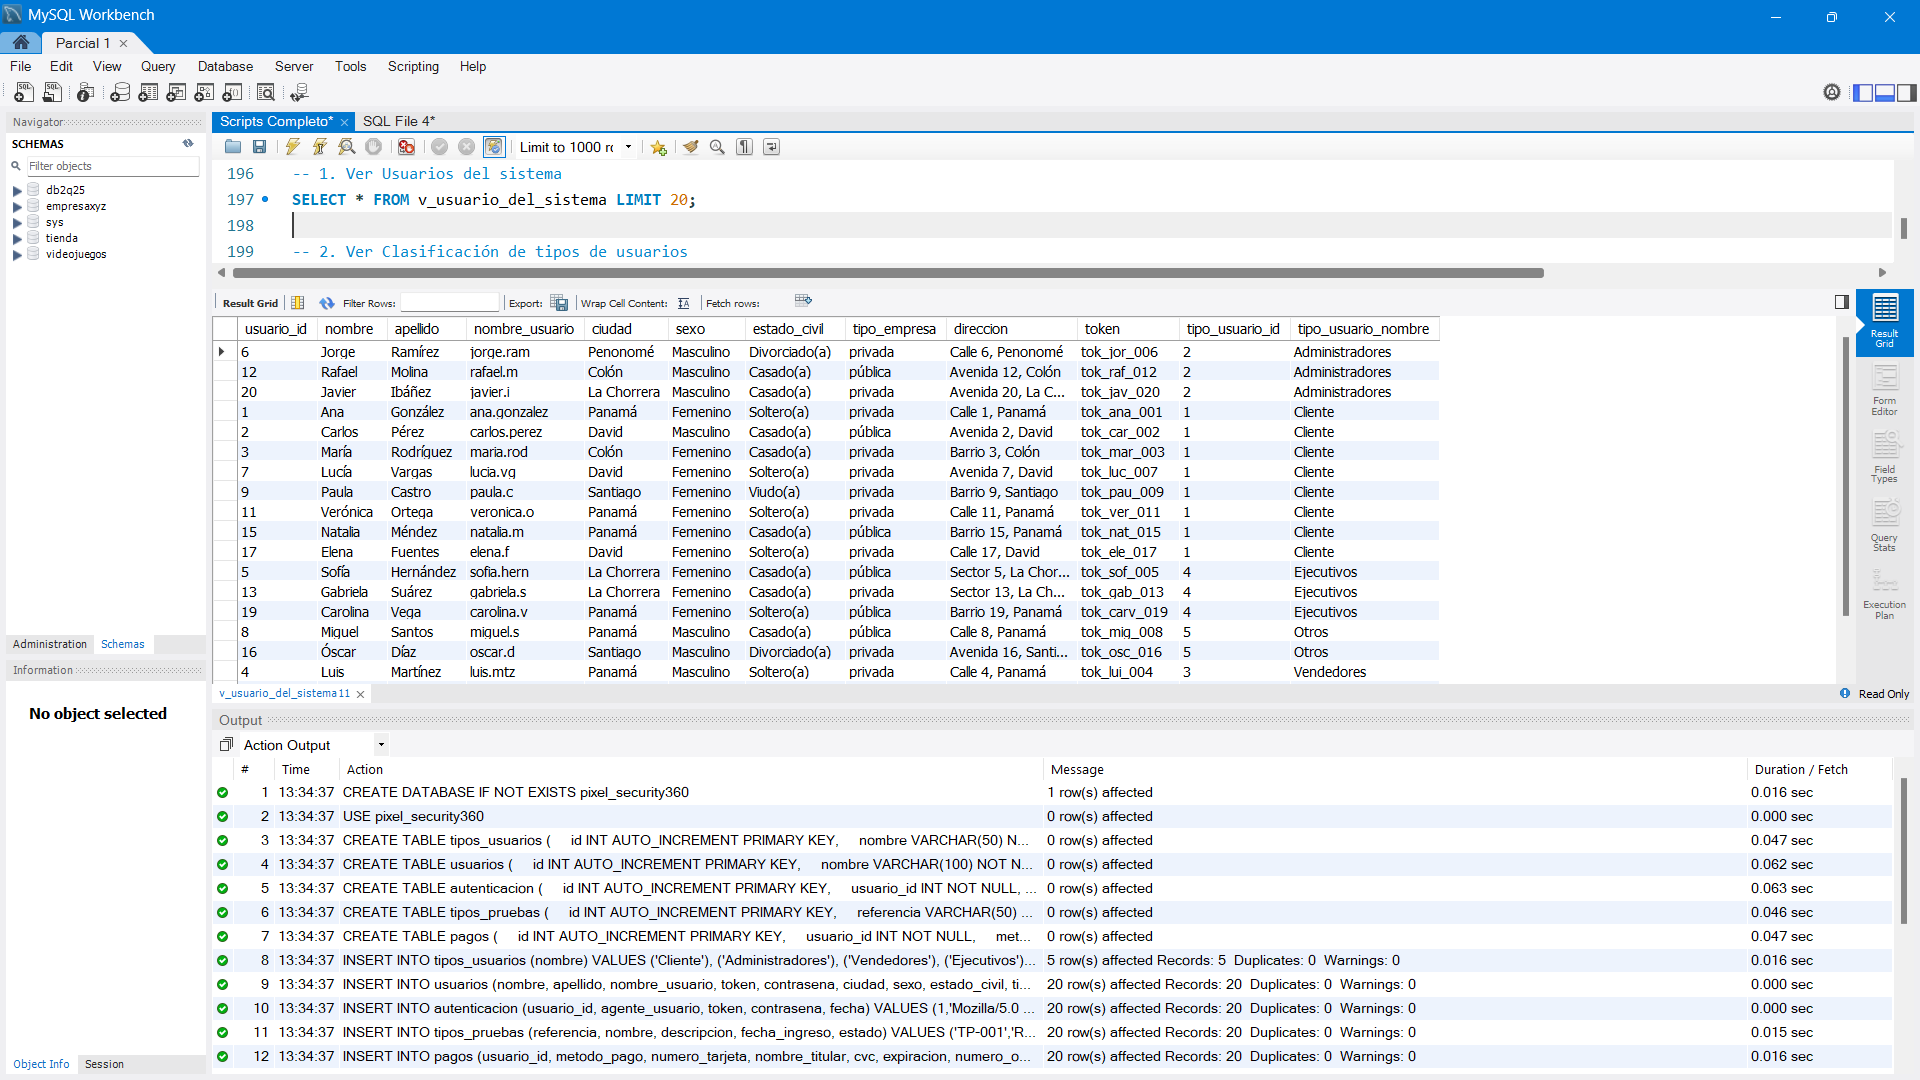 MySQL Workbench
Parcial 1
File Edit View Query Database Server Tools Scripting Help
Navigator
SCHEMAS
Filter objects
db2q25
empresaxyz
sys
tienda
videojuegos
Administration Schemas
Information
No object selected
Object Info Session
Scripts Completo* SQL File 4*
Limit to 1000 rc
196 -- 1. Ver Usuarios del sistema
197 SELECT * FROM v_usuario_del_sistema LIMIT 20;
198
199 -- 2. Ver Clasificación de tipos de usuarios
Result Grid Filter Rows: Export: Wrap Cell Content: Fetch rows:
usuario_id nombre apellido nombre_usuario ciudad sexo estado_civil tipo_empresa direccion token tipo_usuario_id tipo_usuario_nombre
6 Jorge Ramírez jorge.ram Penonomé Masculino Divorciado(a) privada Calle 6, Penonomé tok_jor_006 2 Administradores
12 Rafael Molina rafael.m Colón Masculino Casado(a) pública Avenida 12, Colón tok_raf_012 2 Administradores
20 Javier Ibáñez javier.i La Chorrera Masculino Casado(a) privada Avenida 20, La C... tok_jav_020 2 Administradores
1 Ana González ana.gonzalez Panamá Femenino Soltero(a) privada Calle 1, Panamá tok_ana_001 1 Cliente
2 Carlos Pérez carlos.perez David Masculino Casado(a) pública Avenida 2, David tok_car_002 1 Cliente
3 María Rodríguez maria.rod Colón Femenino Casado(a) privada Barrio 3, Colón tok_mar_003 1 Cliente
7 Lucía Vargas lucia.vg David Femenino Soltero(a) privada Avenida 7, David tok_luc_007 1 Cliente
9 Paula Castro paula.c Santiago Femenino Viudo(a) privada Barrio 9, Santiago tok_pau_009 1 Cliente
11 Verónica Ortega veronica.o Panamá Femenino Soltero(a) privada Calle 11, Panamá tok_ver_011 1 Cliente
15 Natalia Méndez natalia.m Panamá Femenino Casado(a) pública Barrio 15, Panamá tok_nat_015 1 Cliente
17 Elena Fuentes elena.f David Femenino Soltero(a) privada Calle 17, David tok_ele_017 1 Cliente
5 Sofía Hernández sofia.hern La Chorrera Femenino Casado(a) pública Sector 5, La Chor... tok_sof_005 4 Ejecutivos
13 Gabriela Suárez gabriela.s La Chorrera Femenino Casado(a) privada Sector 13, La Ch... tok_gab_013 4 Ejecutivos
19 Carolina Vega carolina.v Panamá Femenino Soltero(a) pública Barrio 19, Panamá tok_carv_019 4 Ejecutivos
8 Miguel Santos miguel.s Panamá Masculino Casado(a) pública Calle 8, Panamá tok_mig_008 5 Otros
16 Óscar Díaz oscar.d Santiago Masculino Divorciado(a) privada Avenida 16, Santi... tok_osc_016 5 Otros
4 Luis Martínez luis.mtz Panamá Masculino Soltero(a) privada Calle 4, Panamá tok_lui_004 3 Vendedores
Result Grid
Form Editor
Field Types
Query Stats
Execution Plan
v_usuario_del_sistema11 Read Only
Output
Action Output
# Time Action Message Duration / Fetch
1 13:34:37 CREATE DATABASE IF NOT EXISTS pixel_security360 1 row(s) affected 0.016 sec
2 13:34:37 USE pixel_security360 0 row(s) affected 0.000 sec
3 13:34:37 CREATE TABLE tipos_usuarios ( id INT AUTO_INCREMENT PRIMARY KEY, nombre VARCHAR(50) N... 0 row(s) affected 0.047 sec
4 13:34:37 CREATE TABLE usuarios ( id INT AUTO_INCREMENT PRIMARY KEY, nombre VARCHAR(100) NOT N... 0 row(s) affected 0.062 sec
5 13:34:37 CREATE TABLE autenticacion ( id INT AUTO_INCREMENT PRIMARY KEY, usuario_id INT NOT NULL, ... 0 row(s) affected 0.063 sec
6 13:34:37 CREATE TABLE tipos_pruebas ( id INT AUTO_INCREMENT PRIMARY KEY, referencia VARCHAR(50) ... 0 row(s) affected 0.046 sec
7 13:34:37 CREATE TABLE pagos ( id INT AUTO_INCREMENT PRIMARY KEY, usuario_id INT NOT NULL, met... 0 row(s) affected 0.047 sec
8 13:34:37 INSERT INTO tipos_usuarios (nombre) VALUES ('Cliente'), ('Administradores'), ('Vendedores'), ('Ejecutivos')... 5 row(s) affected Records: 5 Duplicates: 0 Warnings: 0 0.016 sec
9 13:34:37 INSERT INTO usuarios (nombre, apellido, nombre_usuario, token, contrasena, ciudad, sexo, estado_civil, ti... 20 row(s) affected Records: 20 Duplicates: 0 Warnings: 0 0.000 sec
10 13:34:37 INSERT INTO autenticacion (usuario_id, agente_usuario, token, contrasena, fecha) VALUES (1,'Mozilla/5.0 ... 20 row(s) affected Records: 20 Duplicates: 0 Warnings: 0 0.000 sec
11 13:34:37 INSERT INTO tipos_pruebas (referencia, nombre, descripcion, fecha_ingreso, estado) VALUES ('TP-001','R... 20 row(s) affected Records: 20 Duplicates: 0 Warnings: 0 0.015 sec
12 13:34:37 INSERT INTO pagos (usuario_id, metodo_pago, numero_tarjeta, nombre_titular, cvc, expiracion, numero_o... 20 row(s) affected Records: 20 Duplicates: 0 Warnings: 0 0.016 sec